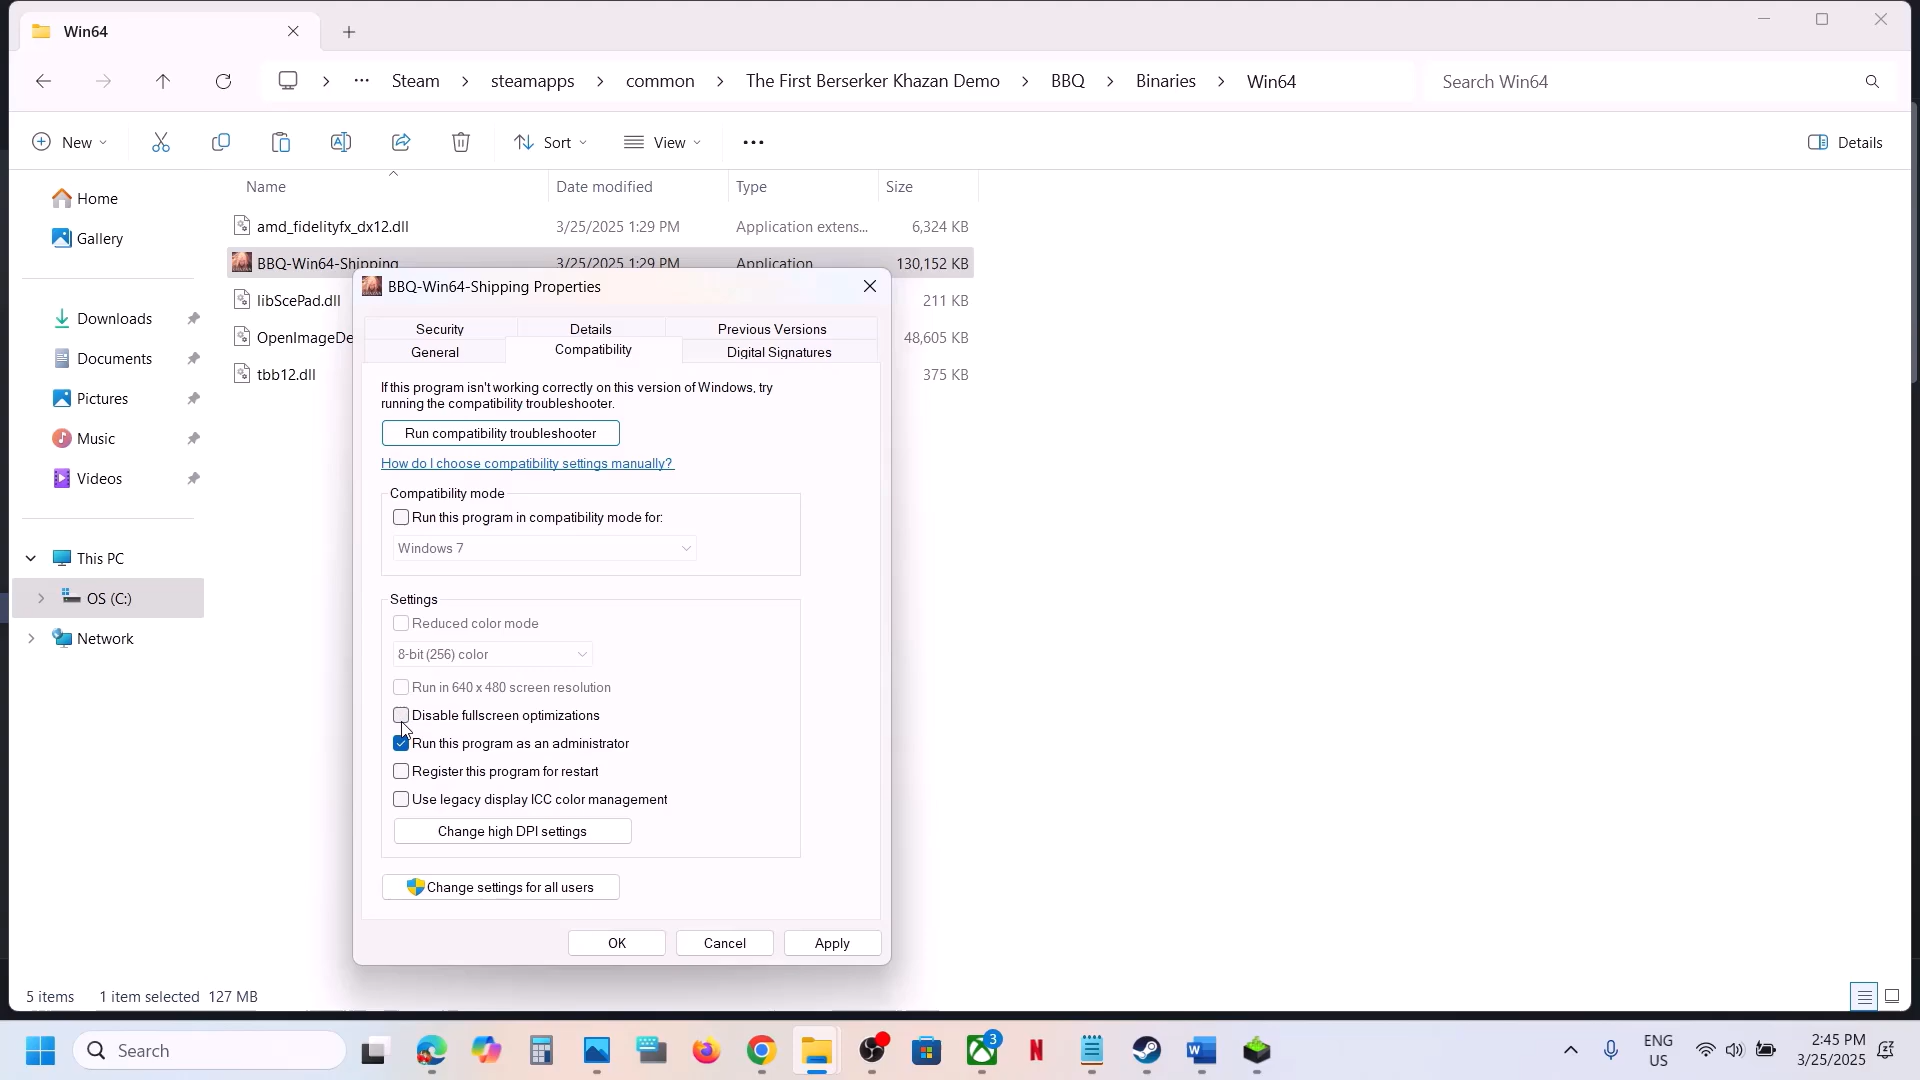 Win64
Steam
steamapps
common
The First Berserker Khazan Demo
BBQ
Binaries
Win64
Search Win64
New
Sort
View
Details
Name
Date modified
Type
Size
Home
Gallery
Downloads
Documents
Pictures
Music
Videos
This PC
OS (C:)
Network
amd_fidelityfx_dx12.dll 3/25/2025 1:29 PM Application extens... 6,324 KB
BBQ-Win64-Shipping 3/25/2025 1:29 PM Application 130,152 KB
libScePad.dll 211 KB
OpenImageDe 48,605 KB
tbb12.dll 375 KB
BBQ-Win64-Shipping Properties
Security
Details
Previous Versions
General
Compatibility
Digital Signatures
If this program isn't working correctly on this version of Windows, try
running the compatibility troubleshooter.
Run compatibility troubleshooter
How do I choose compatibility settings manually?
Compatibility mode
Run this program in compatibility mode for:
Windows 7
Settings
Reduced color mode
8-bit (256) color
Run in 640 x 480 screen resolution
Disable fullscreen optimizations
Run this program as an administrator
Register this program for restart
Use legacy display ICC color management
Change high DPI settings
Change settings for all users
OK
Cancel
Apply
5 items
1 item selected 127 MB
Search
3
ENG
US
2:45 PM
3/25/2025